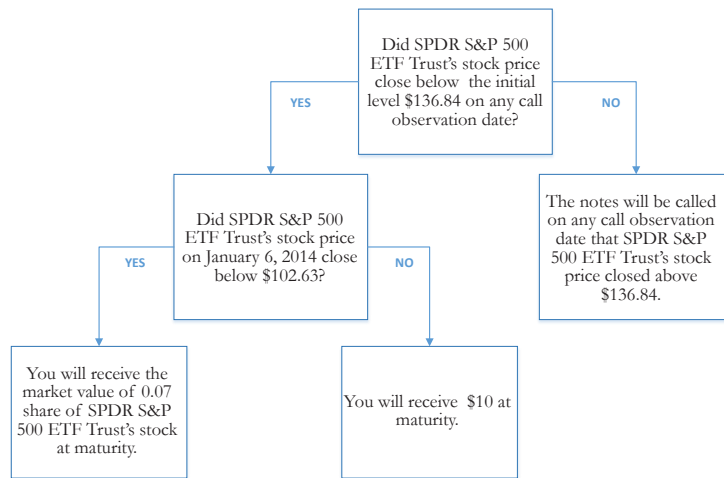 Did SPDR S&P 500
ETF Trust's stock price
close below the initial
level $136.84 on any call
observation date?
YES
NO
Did SPDR S&P 500
ETF Trust's stock price
on January 6, 2014 close
below $102.63?
The notes will be called
on any call observation
date that SPDR S&P
500 ETF Trust's stock
price closed above
$136.84.
YES
NO
You will receive the
market value of 0.07
share of SPDR S&P
500 ETF Trust's stock
at maturity.
You will receive $10 at
maturity.